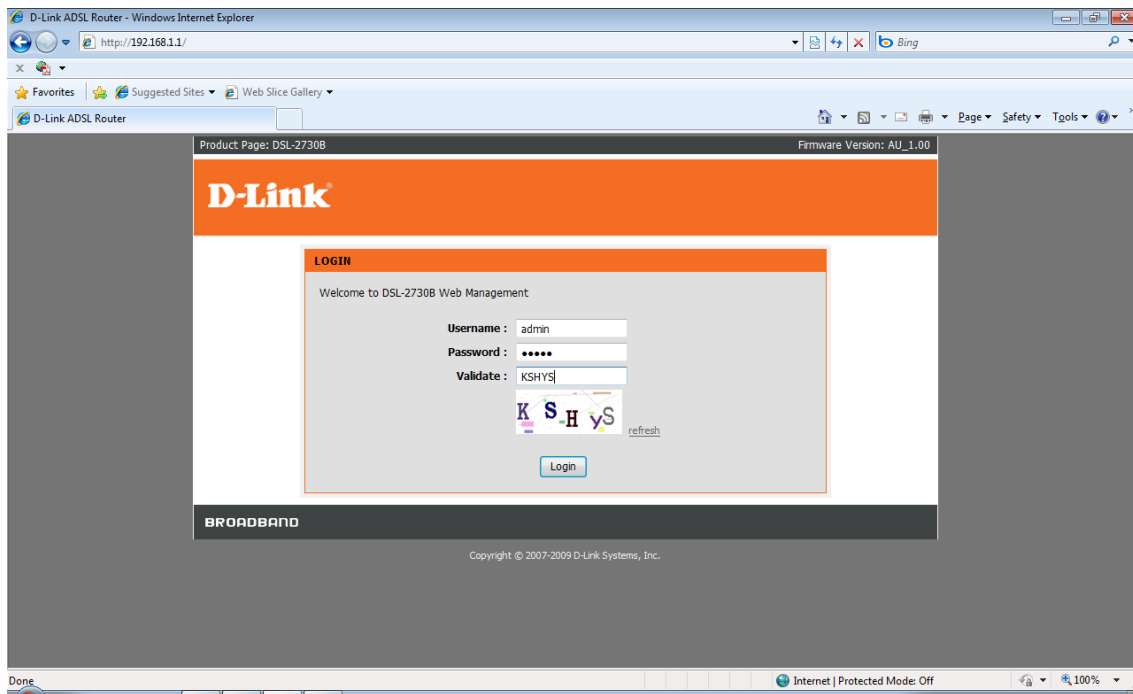 D-Link ADSL Router - Windows Internet Explorer
http://192.168.1.1/
Bing
x
Favorites Suggested Sites Web Slice Gallery
D-Link ADSL Router Page Safety Tools
Product Page: DSL-2730B Firmware Version: AU_1.00
D-Link
LOGIN
Welcome to DSL-2730B Web Management
Username : admin
Password : •••••
Validate : KSHYS
K S H y S
refresh
Login
BROADBAND
Copyright © 2007-2009 D-Link Systems, Inc.
Done Internet | Protected Mode: Off 100%